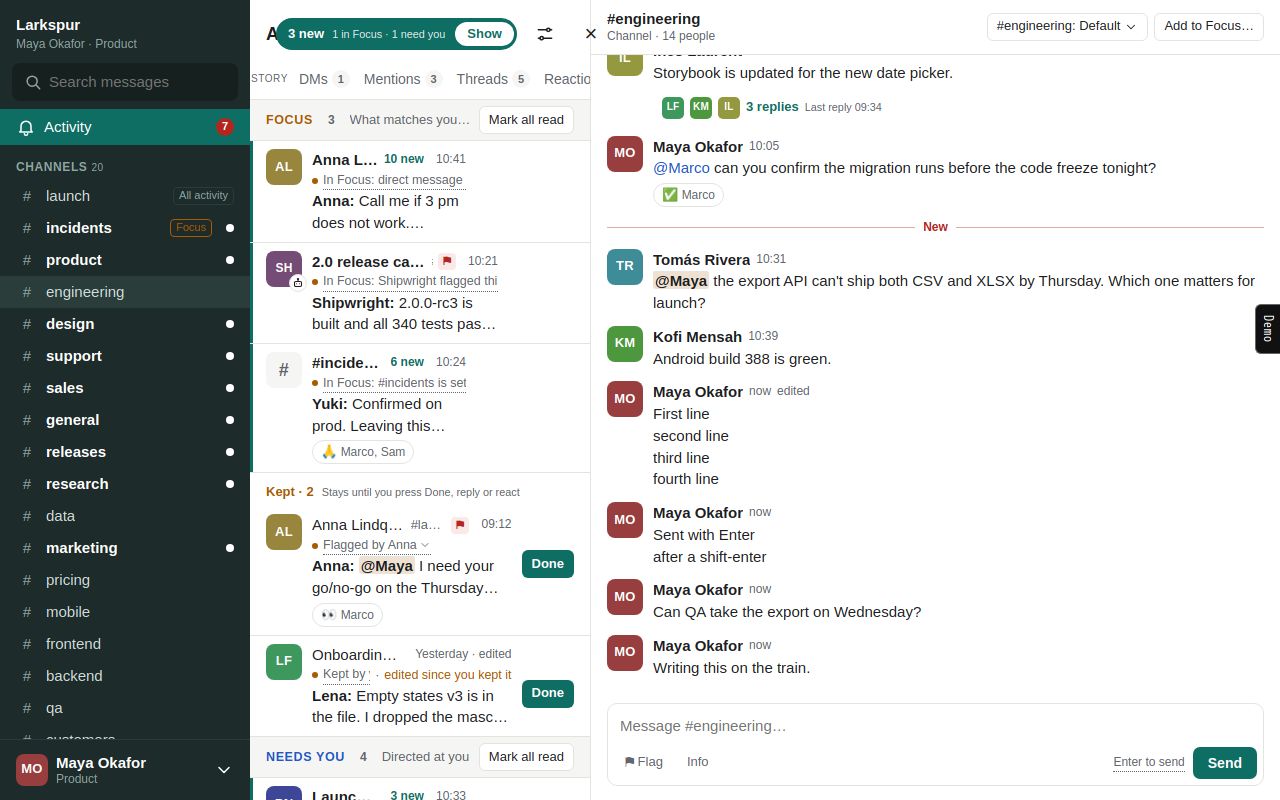 Larkspur
Maya Okafor · Product
Search messages
Activity
7
CHANNELS 20
# launch All activity
# incidents Focus
# product
# engineering
# design
# support
# sales
# general
# releases
# research
# data
# marketing
# pricing
# mobile
# frontend
# backend
# qa
# customers
MO
Maya Okafor
Product
3 new 1 in Focus · 1 need you Show
STORY DMs 1 Mentions 3 Threads 5 Reactio
FOCUS 3 What matches you… Mark all read
AL
Anna L… 10 new 10:41
In Focus: direct message
Anna: Call me if 3 pm
does not work.…
SH
2.0 release ca… 10:21
In Focus: Shipwright flagged thi
Shipwright: 2.0.0-rc3 is
built and all 340 tests pas…
#
#incide… 6 new 10:24
In Focus: #incidents is set
Yuki: Confirmed on
prod. Leaving this…
🙏 Marco, Sam
Kept · 2 Stays until you press Done, reply or react
AL
Anna Lindq… #la… 09:12
Flagged by Anna
Anna: @Maya I need your
go/no-go on the Thursday…
👀 Marco
Done
LF
Onboardin… Yesterday · edited
Kept by · edited since you kept it
Lena: Empty states v3 is in
the file. I dropped the masc…
Done
NEEDS YOU 4 Directed at you Mark all read
Launc… 3 new 10:33
#engineering
Channel · 14 people
#engineering: Default
Add to Focus…
IL
Storybook is updated for the new date picker.
LF KM IL 3 replies Last reply 09:34
MO
Maya Okafor 10:05
@Marco can you confirm the migration runs before the code freeze tonight?
✅ Marco
New
TR
Tomás Rivera 10:31
@Maya the export API can't ship both CSV and XLSX by Thursday. Which one matters for
launch?
KM
Kofi Mensah 10:39
Android build 388 is green.
MO
Maya Okafor now edited
First line
second line
third line
fourth line
MO
Maya Okafor now
Sent with Enter
after a shift-enter
MO
Maya Okafor now
Can QA take the export on Wednesday?
MO
Maya Okafor now
Writing this on the train.
Message #engineering…
Flag Info Enter to send Send
Demo